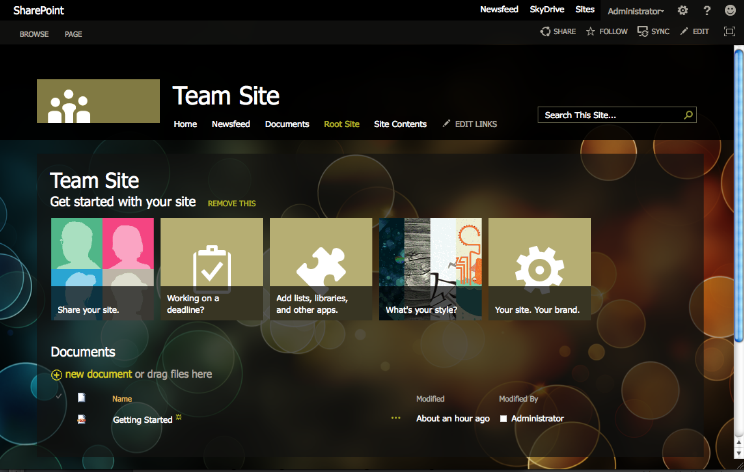 SharePoint
Newsfeed SkyDrive Sites Administrator
BROWSE PAGE
SHARE FOLLOW SYNC EDIT
Team Site
Home Newsfeed Documents Root Site Site Contents EDIT LINKS
Search This Site...
Team Site
Get started with your site REMOVE THIS
Share your site.
Working on a
deadline?
Add lists, libraries,
and other apps.
What's your style?
Your site. Your brand.
Documents
new document or drag files here
Name Modified Modified By
Getting Started ... About an hour ago Administrator